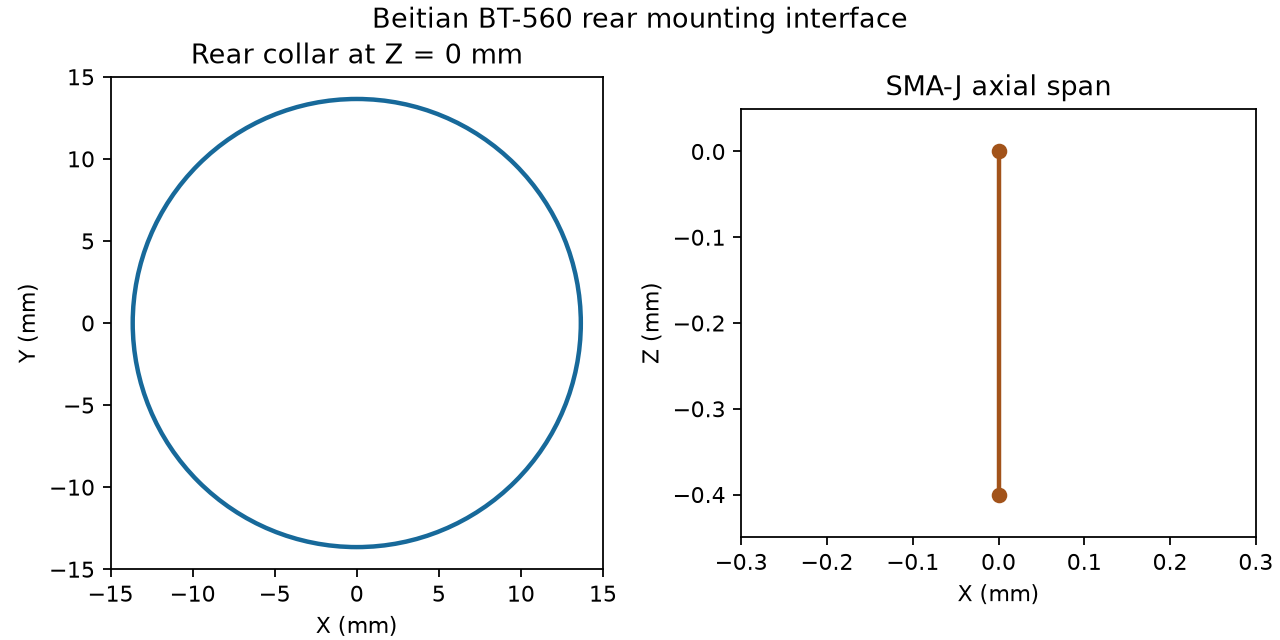 Beitian BT-560 rear mounting interface
Rear collar at Z = 0 mm
15
10
5
0
−5
−10
−15
Y (mm)
−15 −10 −5 0 5 10 15
X (mm)
SMA-J axial span
0.0
−0.1
−0.2
−0.3
−0.4
Z (mm)
−0.3 −0.2 −0.1 0.0 0.1 0.2 0.3
X (mm)